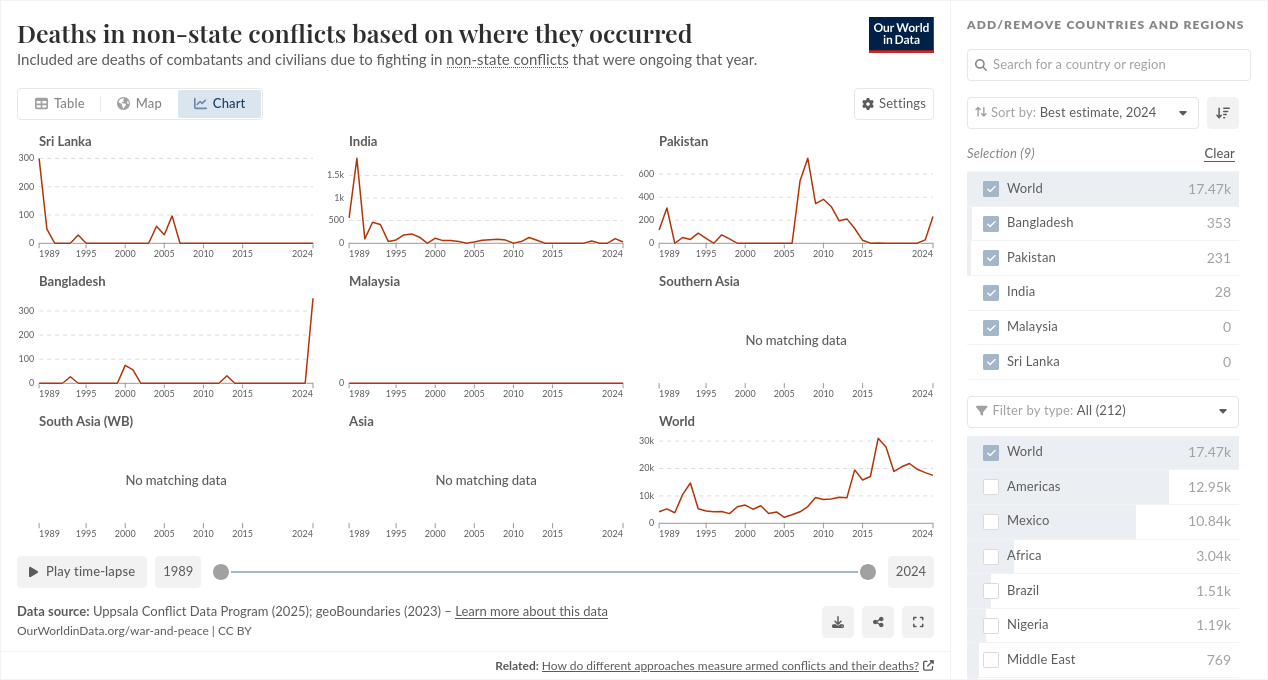 Deaths in non-state conflicts based on where they occurred
Included are deaths of combatants and civilians due to fighting in non-state conflicts that were ongoing that year.
Our World
in Data
Table
Map
Chart
Settings
Sri Lanka
300
200
100
0
1989 1995 2000 2005 2010 2015 2024
India
1.5k
1k
500
0
1989 1995 2000 2005 2010 2015 2024
Pakistan
600
400
200
0
1989 1995 2000 2005 2010 2015 2024
Bangladesh
300
200
100
0
1989 1995 2000 2005 2010 2015 2024
Malaysia
0
1989 1995 2000 2005 2010 2015 2024
Southern Asia
No matching data
1989 1995 2000 2005 2010 2015 2024
South Asia (WB)
No matching data
1989 1995 2000 2005 2010 2015 2024
Asia
No matching data
1989 1995 2000 2005 2010 2015 2024
World
30k
20k
10k
0
1989 1995 2000 2005 2010 2015 2024
Play time-lapse
1989
2024
Data source: Uppsala Conflict Data Program (2025); geoBoundaries (2023) – Learn more about this data
OurWorldinData.org/war-and-peace | CC BY
Related: How do different approaches measure armed conflicts and their deaths?
ADD/REMOVE COUNTRIES AND REGIONS
Search for a country or region
Sort by: Best estimate, 2024
Selection (9)
Clear
World 17.47k
Bangladesh 353
Pakistan 231
India 28
Malaysia 0
Sri Lanka 0
Filter by type: All (212)
World 17.47k
Americas 12.95k
Mexico 10.84k
Africa 3.04k
Brazil 1.51k
Nigeria 1.19k
Middle East 769